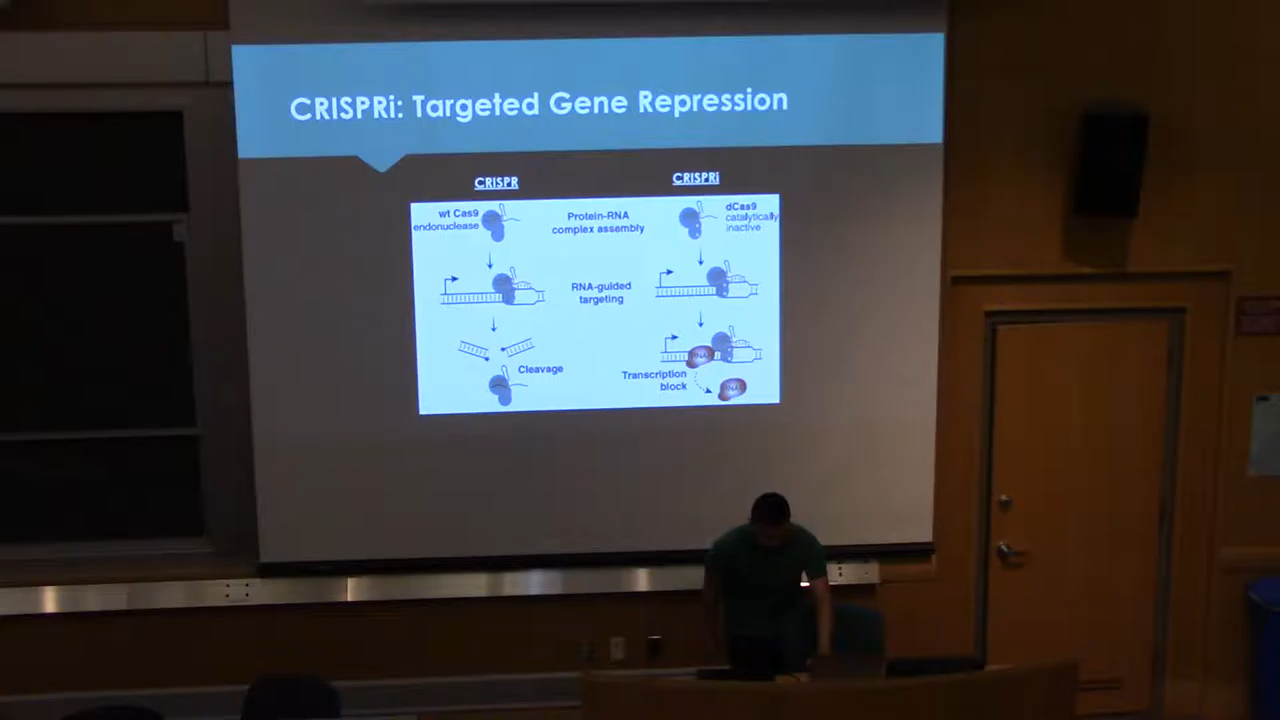 CRISPRi: Targeted Gene Repression
CRISPR
CRISPRi
wt Cas9
endonuclease
Protein-RNA
complex assembly
dCas9
catalytically
inactive
RNA-guided
targeting
Cleavage
Transcription
block